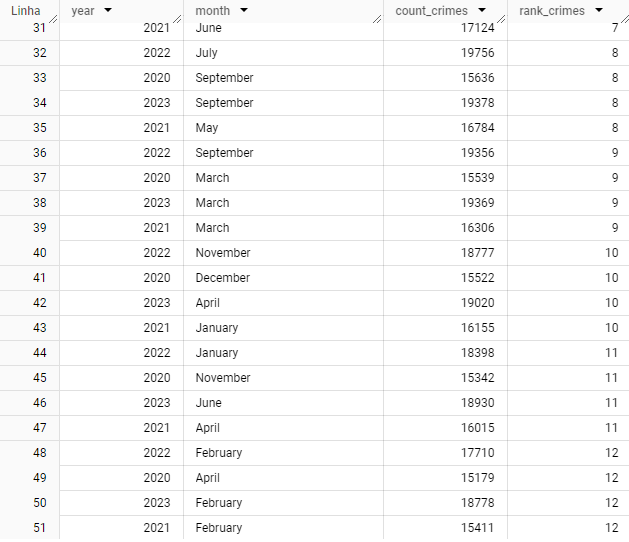 Linha year month count_crimes rank_crimes
31 2021 June 17124 7
32 2022 July 19756 8
33 2020 September 15636 8
34 2023 September 19378 8
35 2021 May 16784 8
36 2022 September 19356 9
37 2020 March 15539 9
38 2023 March 19369 9
39 2021 March 16306 9
40 2022 November 18777 10
41 2020 December 15522 10
42 2023 April 19020 10
43 2021 January 16155 10
44 2022 January 18398 11
45 2020 November 15342 11
46 2023 June 18930 11
47 2021 April 16015 11
48 2022 February 17710 12
49 2020 April 15179 12
50 2023 February 18778 12
51 2021 February 15411 12